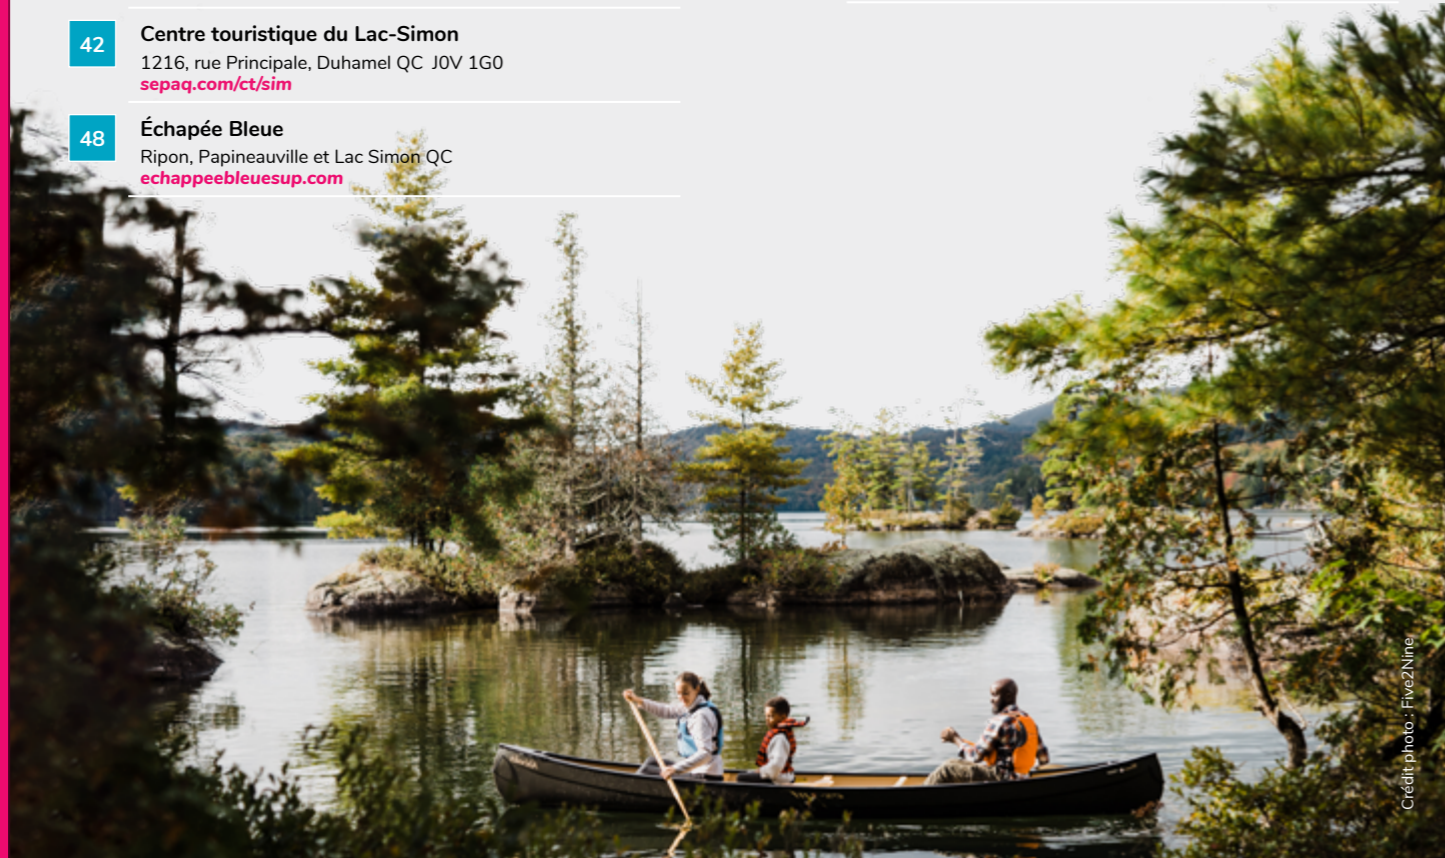 42
Centre touristique du Lac-Simon
1216, rue Principale, Duhamel QC J0V 1G0
sepaq.com/ct/sim
48
Échapée Bleue
Ripon, Papineauville et Lac Simon QC
echappeebleuesup.com
Crédit photo : Five2Nine